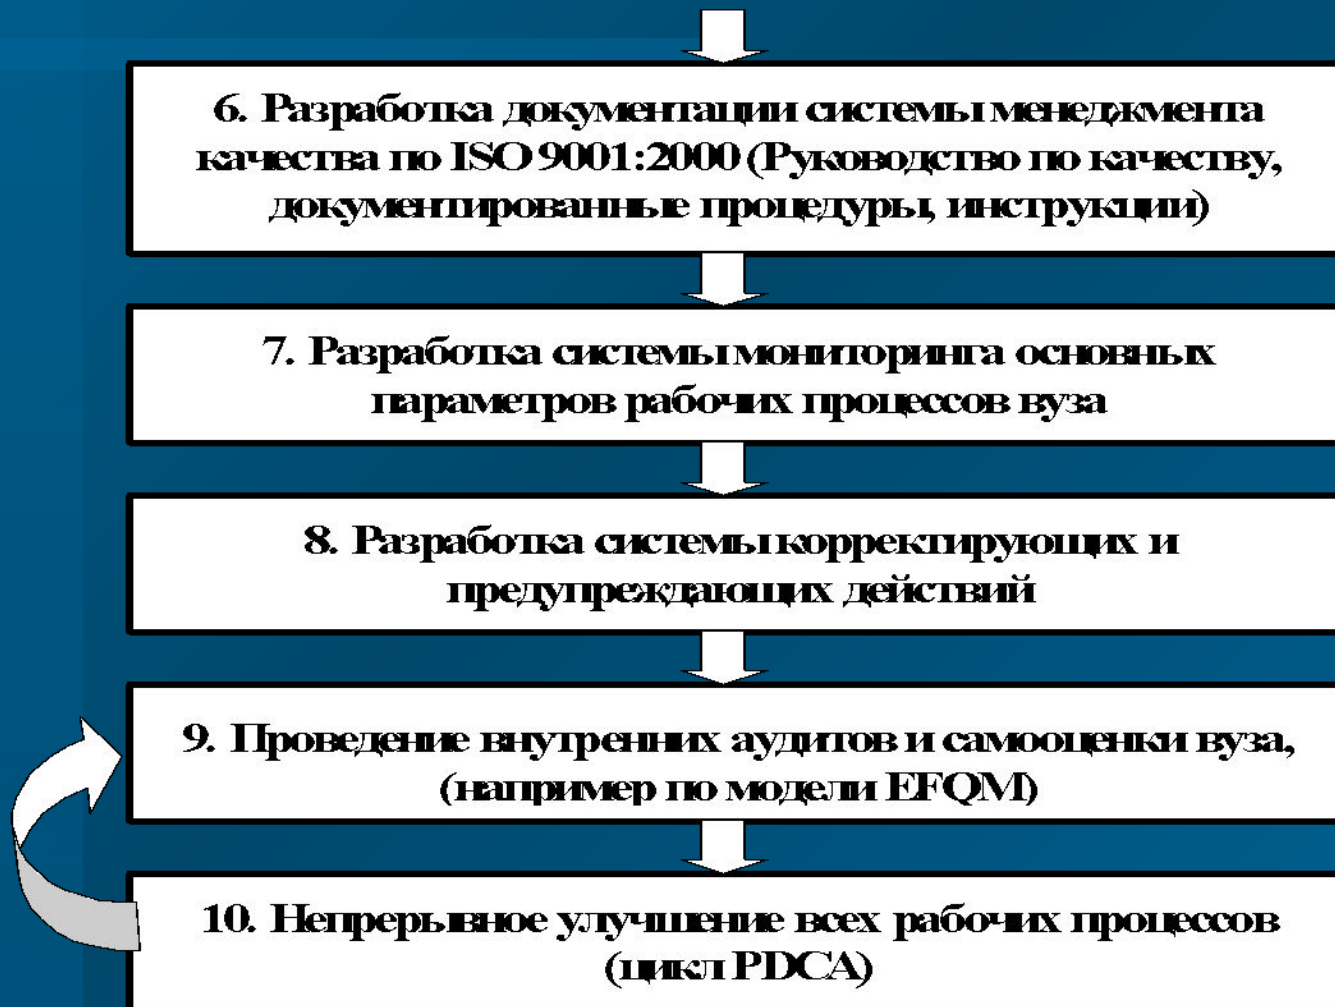 6. Разработка документации системы менеджмента
качества по ISO 9001:2000 (Руководство по качеству,
документированные процедуры, инструкции)
7. Разработка системы мониторинга основных
параметров рабочих процессов вуза
8. Разработка системы корректирующих и
предупреждающих действий
9. Проведение внутренних аудитов и самооценки вуза,
(например по модели EFQM)
10. Непрерывное улучшение всех рабочих процессов
(цикл PDCA)